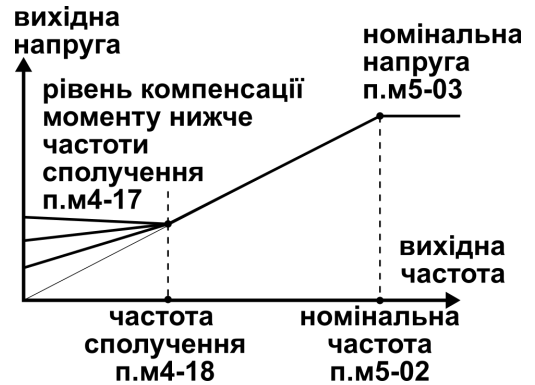 вихідна
напруга
номінальна
напруга
п.м5-03
рівень компенсації
моменту нижче
частоти
сполучення
п.м4-17
вихідна
частота
частота
сполучення
п.м4-18
номінальна
частота
п.м5-02